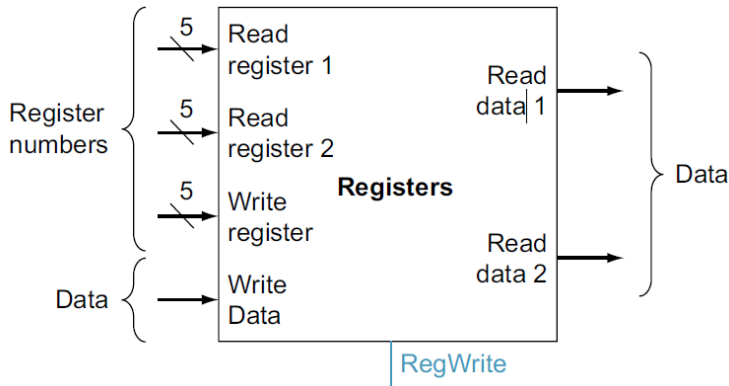 Register
numbers
Data
5
Read
register 1
5
Read
register 2
5
Write
register
Write
Data
Registers
Read
data 1
Read
data 2
Data
RegWrite